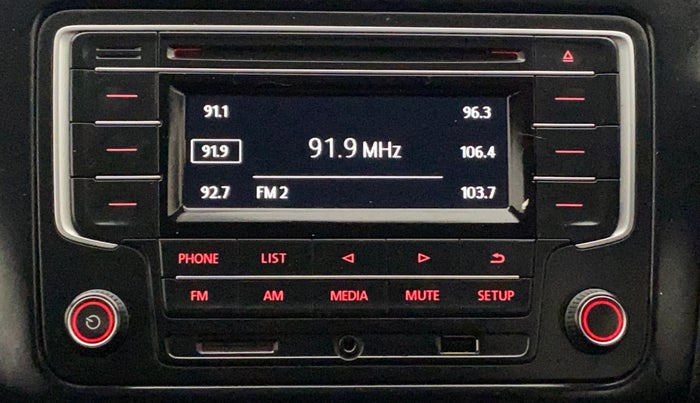 91.1 96.3
91.9 91.9 MHz 106.4
92.7 FM 2 103.7
PHONE LIST
FM AM MEDIA MUTE SETUP